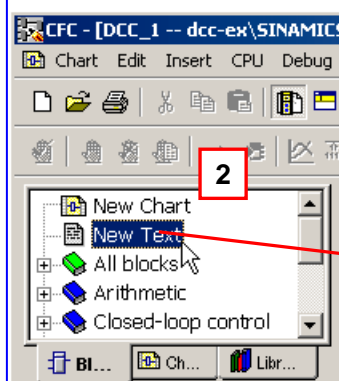 CFC - [DCC_1 -- dcc-ex\SINAMICS
Chart Edit Insert CPU Debug
2
New Chart
New Text
All blocks
Arithmetic
Closed-loop control
Bl... Ch... Libr...